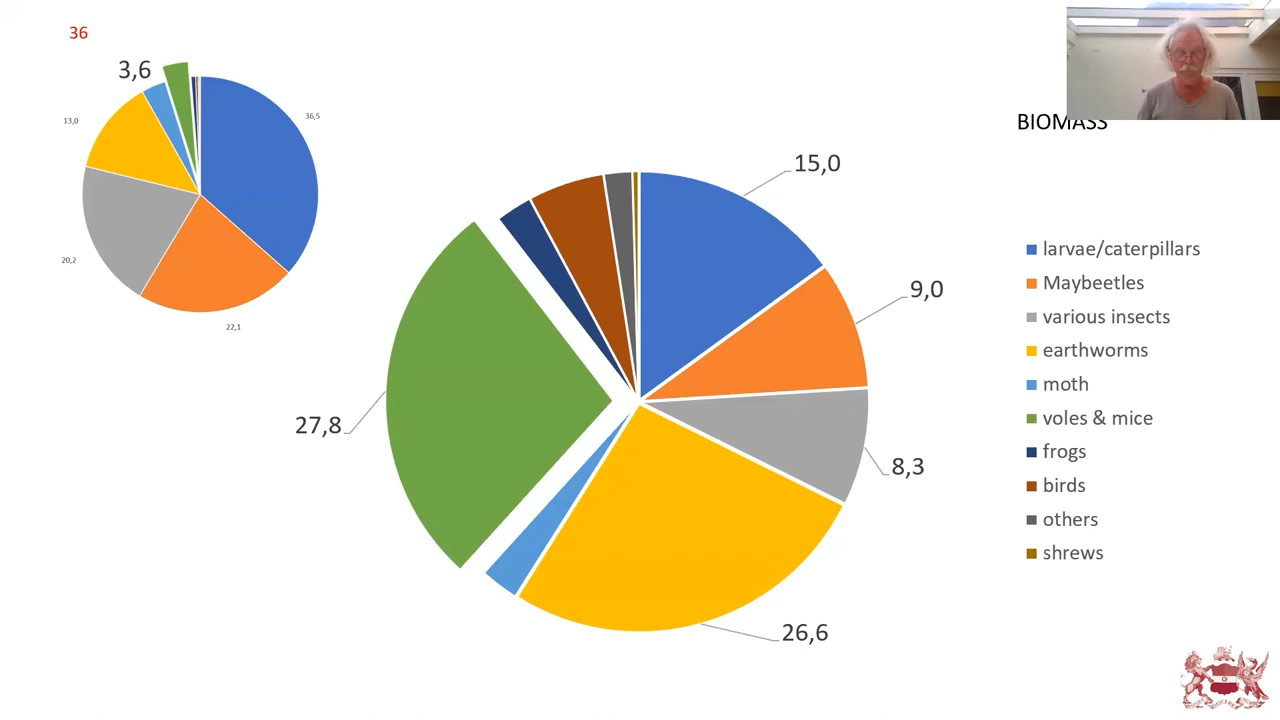 36
3,6
36,5
13,0
20,2
22,1
BIOMASS
15,0
9,0
8,3
26,6
27,8
larvae/caterpillars
Maybeetles
various insects
earthworms
moth
voles & mice
frogs
birds
others
shrews